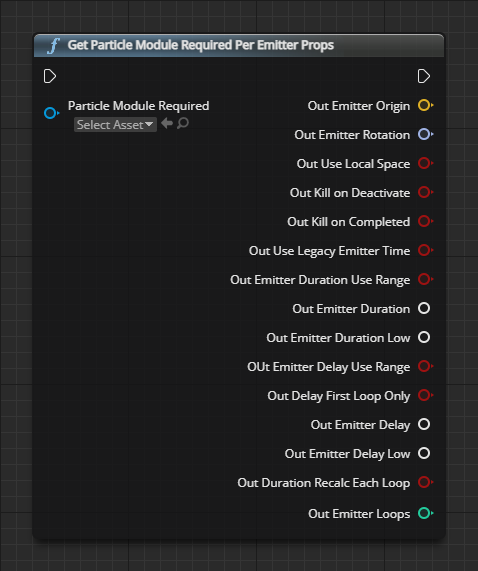 f Get Particle Module Required Per Emitter Props
Particle Module Required
Select Asset
Out Emitter Origin
Out Emitter Rotation
Out Use Local Space
Out Kill on Deactivate
Out Kill on Completed
Out Use Legacy Emitter Time
Out Emitter Duration Use Range
Out Emitter Duration
Out Emitter Duration Low
OUt Emitter Delay Use Range
Out Delay First Loop Only
Out Emitter Delay
Out Emitter Delay Low
Out Duration Recalc Each Loop
Out Emitter Loops